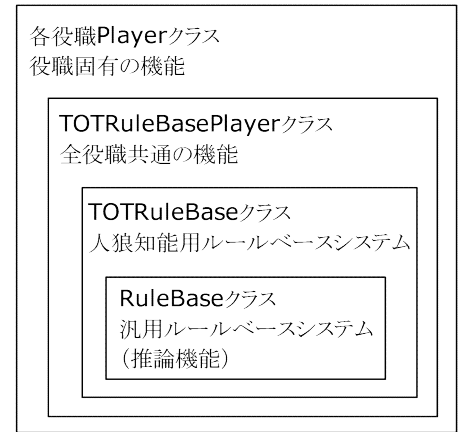 各役職Playerクラス
役職固有の機能
TOTRuleBasePlayerクラス
全役職共通の機能
TOTRuleBaseクラス
人狼知能用ルールベースシステム
RuleBaseクラス
汎用ルールベースシステム
（推論機能）